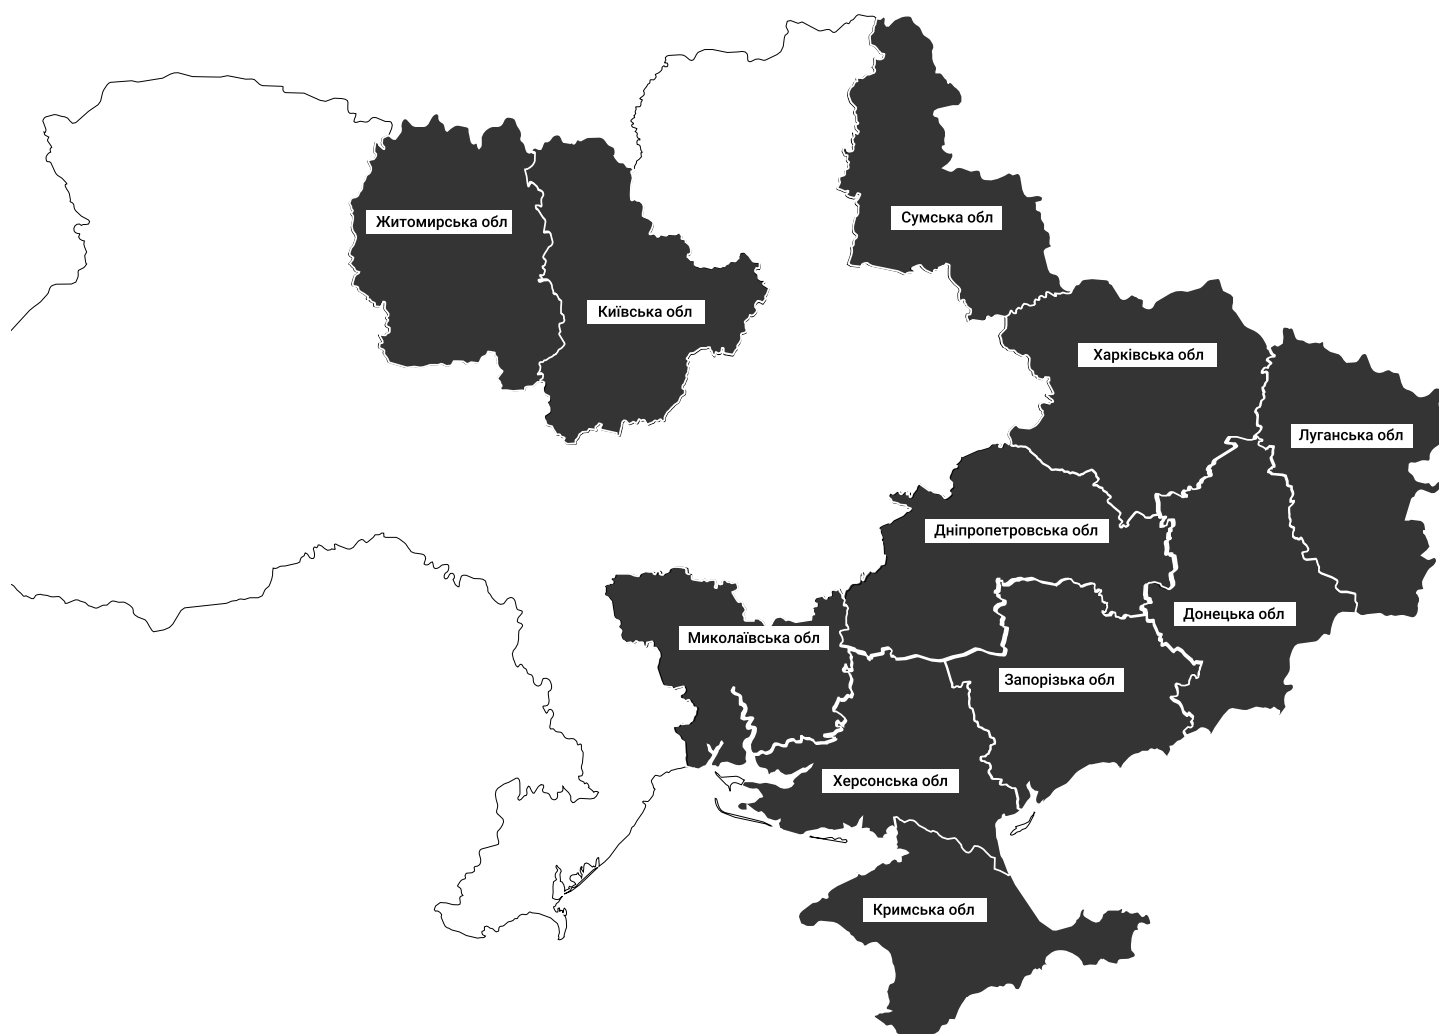 Сумська обл
Житомирська обл
Київська обл
Харківська обл
Луганська обл
Дніпропетровська обл
Донецька обл
Миколаївська обл
Запорізька обл
Херсонська обл
Кримська обл